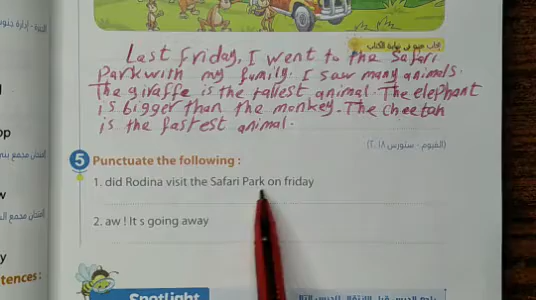 Last friday, I went to the Safari
Park with my family. I saw many animals.
The giraffe is the tallest animal. The elephant
is bigger than the monkey. The cheetah
is the fastest animal.
5 Punctuate the following :
1. did Rodina visit the Safari Park on friday
2. aw ! It s going away
Spotlight
tences :